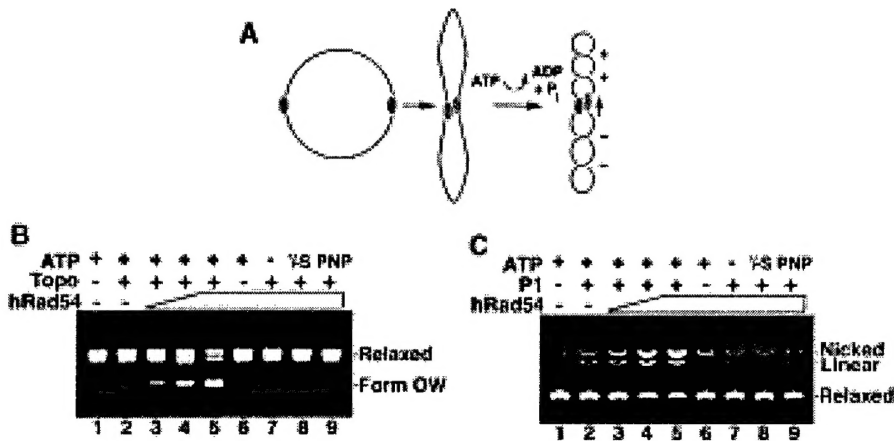 A
ATP ADP
+ Pi
+
+
-
-
B
ATP + + + + + + - γ-S PNP
Topo - + + + + - + + +
hRad54 - -
Relaxed
Form OW
1 2 3 4 5 6 7 8 9
C
ATP + + + + + + - γ-S PNP
P1 - + + + + - + + +
hRad54 - -
Nicked
Linear
Relaxed
1 2 3 4 5 6 7 8 9